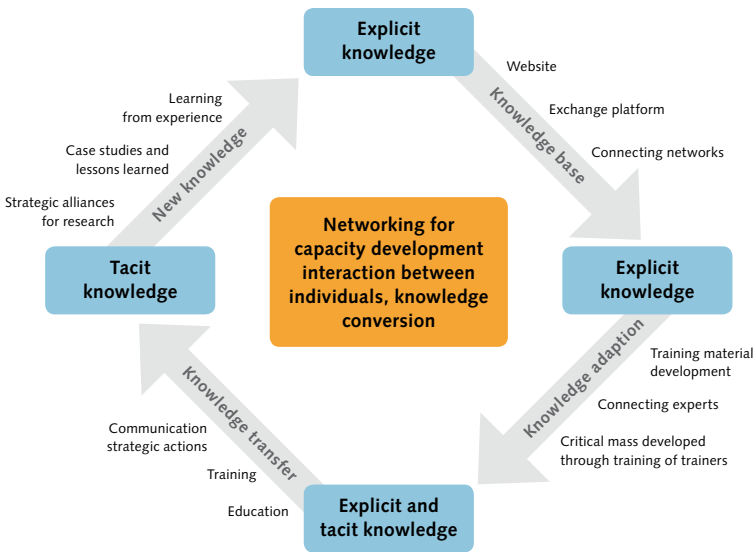 Explicit
knowledge
Website
Knowledge base
Exchange platform
Connecting networks
Learning
from experience
New knowledge
Case studies and
lessons learned
Strategic alliances
for research
Networking for
capacity development
interaction between
individuals, knowledge
conversion
Tacit
knowledge
Explicit
knowledge
Knowledge adaption
Training material
development
Connecting experts
Critical mass developed
through training of trainers
Knowledge transfer
Communication
strategic actions
Training
Education
Explicit and
tacit knowledge